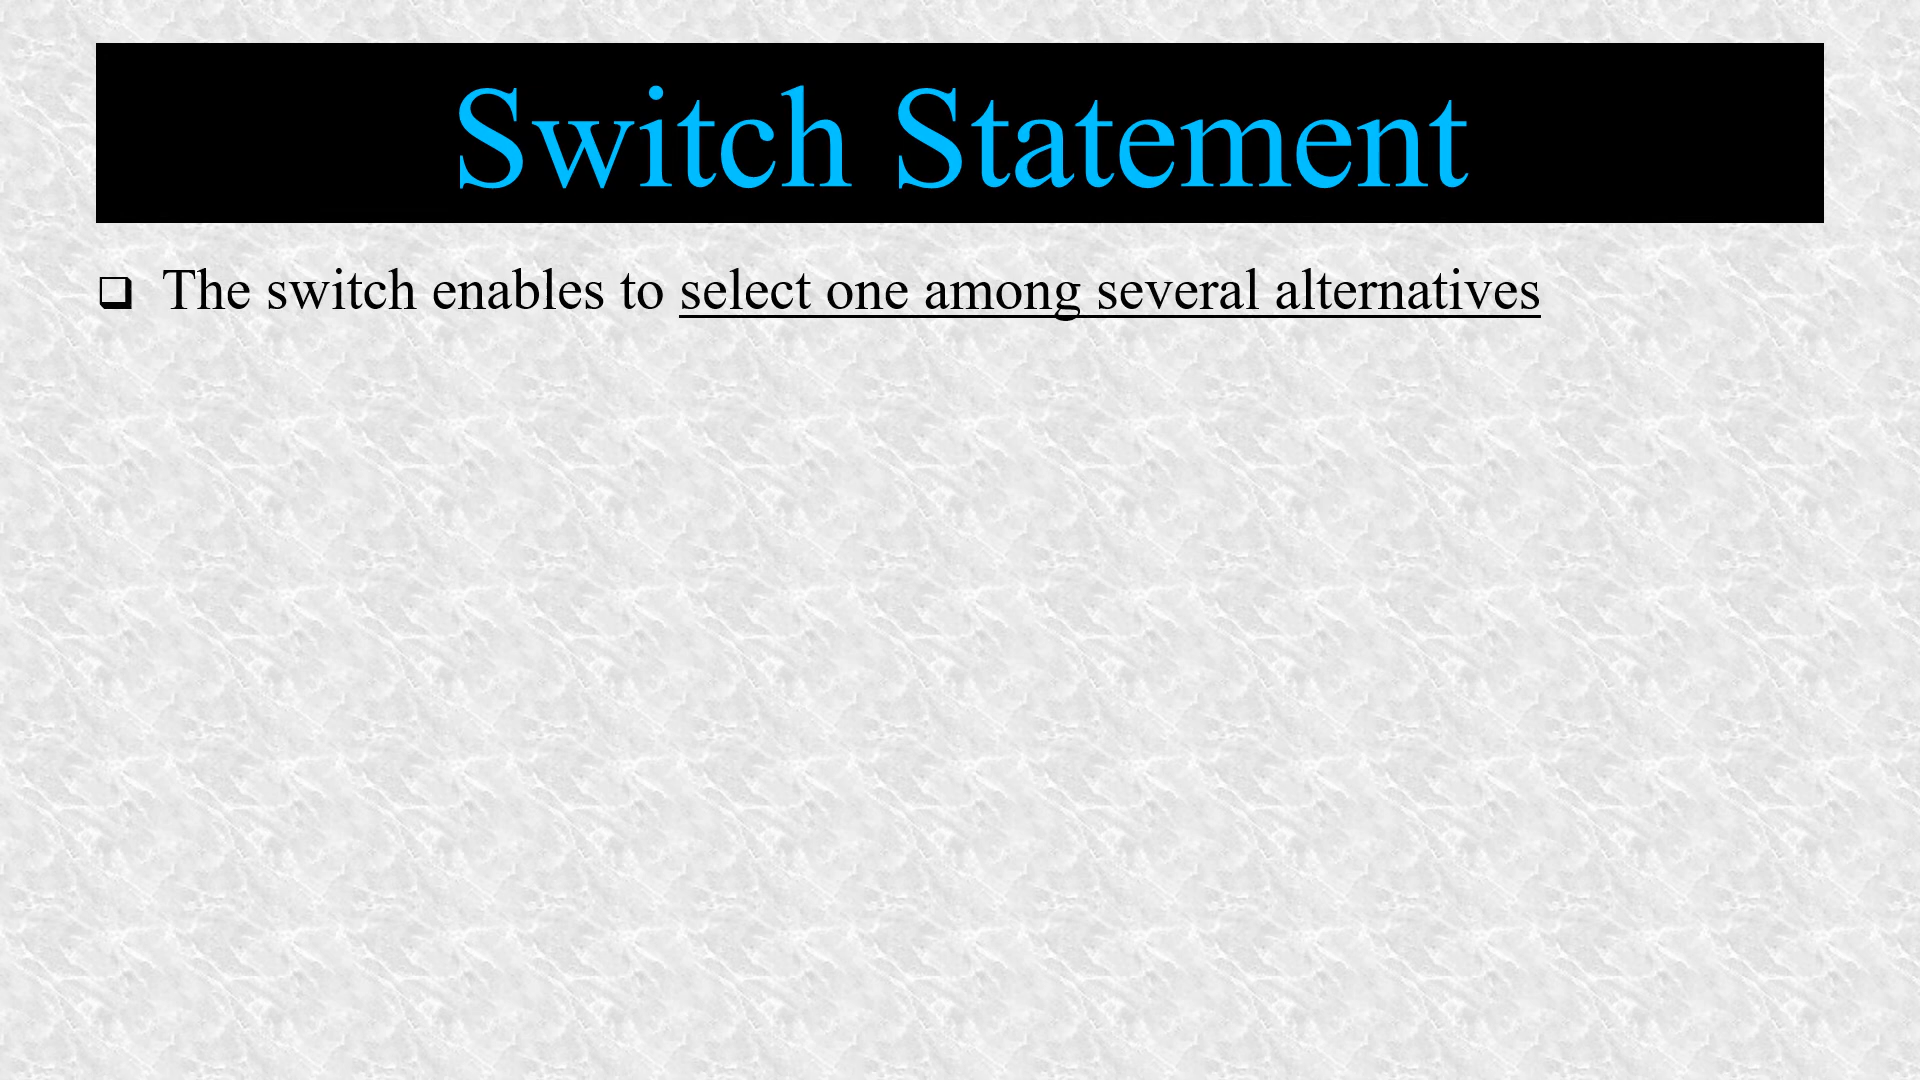 Switch Statement
❑ The switch enables to select one among several alternatives